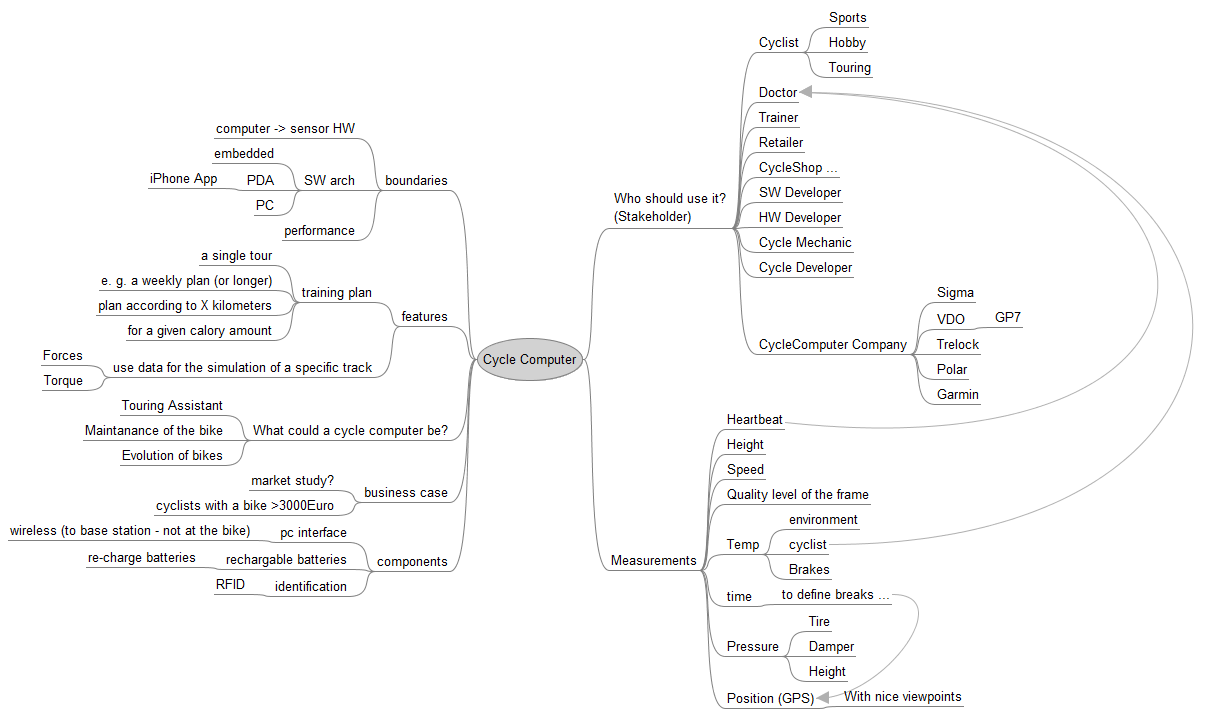 Cycle Computer
Who should use it?
(Stakeholder)
Cyclist
Sports
Hobby
Touring
Doctor
Trainer
Retailer
CycleShop ...
SW Developer
HW Developer
Cycle Mechanic
Cycle Developer
CycleComputer Company
Sigma
VDO
GP7
Trelock
Polar
Garmin
Measurements
Heartbeat
Height
Speed
Quality level of the frame
Temp
environment
cyclist
Brakes
time
to define breaks ...
Pressure
Tire
Damper
Height
Position (GPS)
With nice viewpoints
boundaries
computer -> sensor HW
SW arch
embedded
PDA
iPhone App
PC
performance
features
training plan
a single tour
e. g. a weekly plan (or longer)
plan according to X kilometers
for a given calory amount
use data for the simulation of a specific track
Forces
Torque
What could a cycle computer be?
Touring Assistant
Maintanance of the bike
Evolution of bikes
business case
market study?
cyclists with a bike >3000Euro
components
pc interface
wireless (to base station - not at the bike)
rechargable batteries
re-charge batteries
identification
RFID